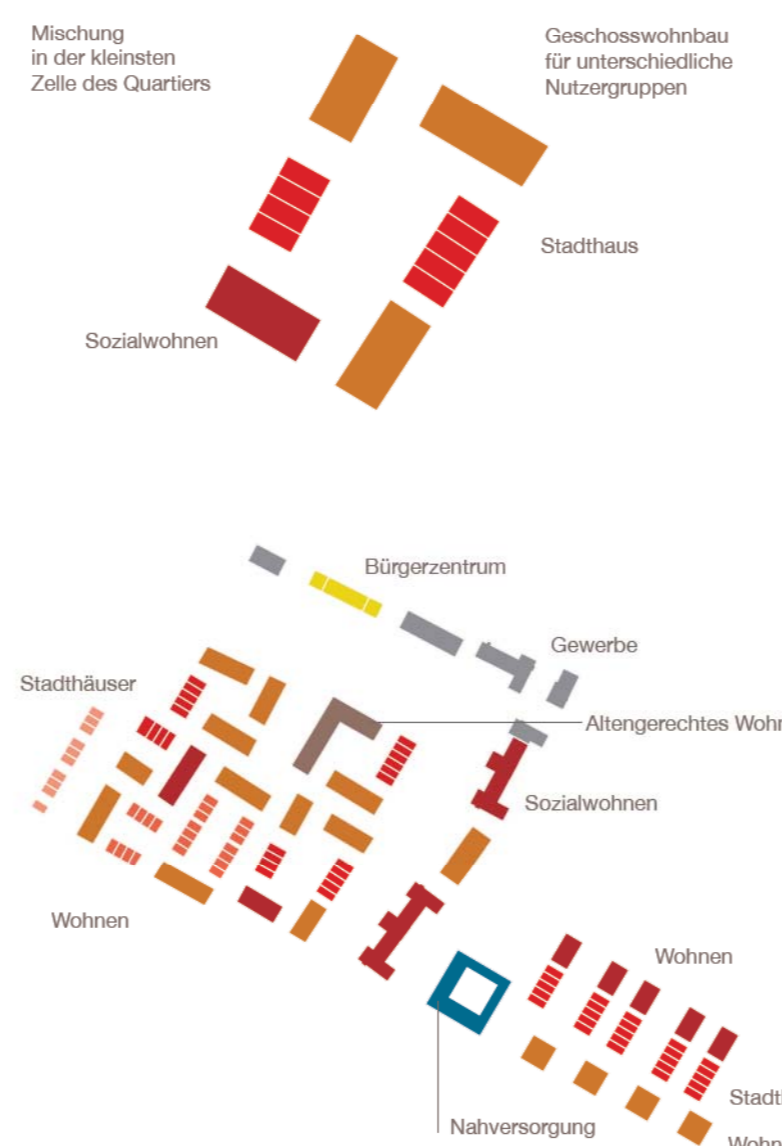 Mischung
in der kleinsten
Zelle des Quartiers
Geschosswohnbau
für unterschiedliche
Nutzergruppen
Stadthaus
Sozialwohnen
Bürgerzentrum
Gewerbe
Stadthäuser
Altengerechtes
Sozialwohnen
Wohnen
Wohnen
Nahversorgung